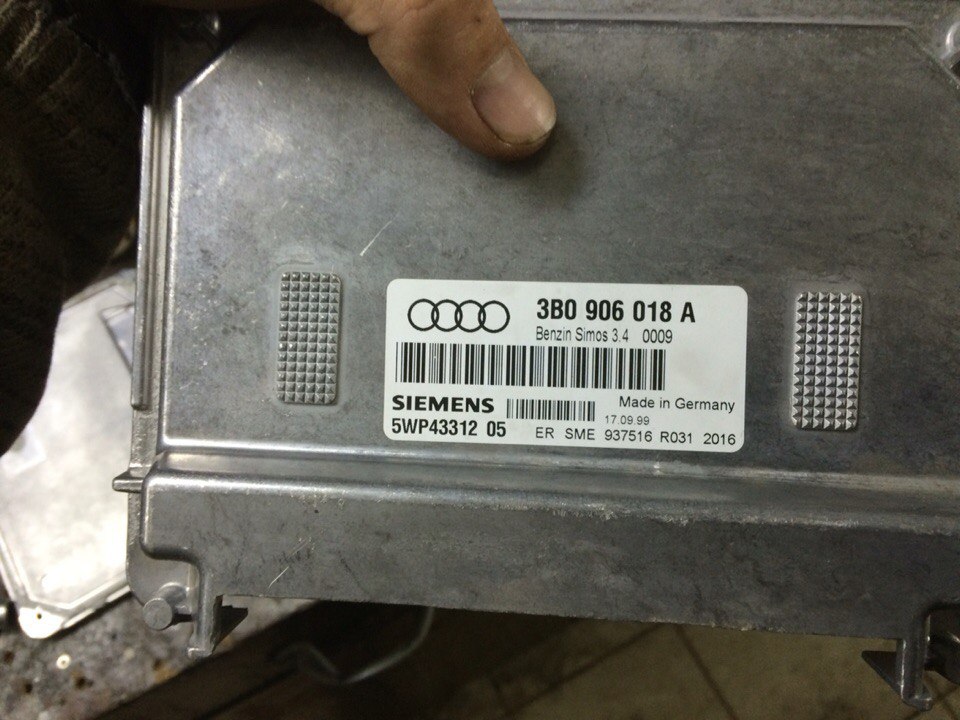 3B0 906 018 A
Benzin Simos 3.4 0009
SIEMENS Made in Germany
17.09.99
5WP43312 05 ER SME 937516 R031 2016